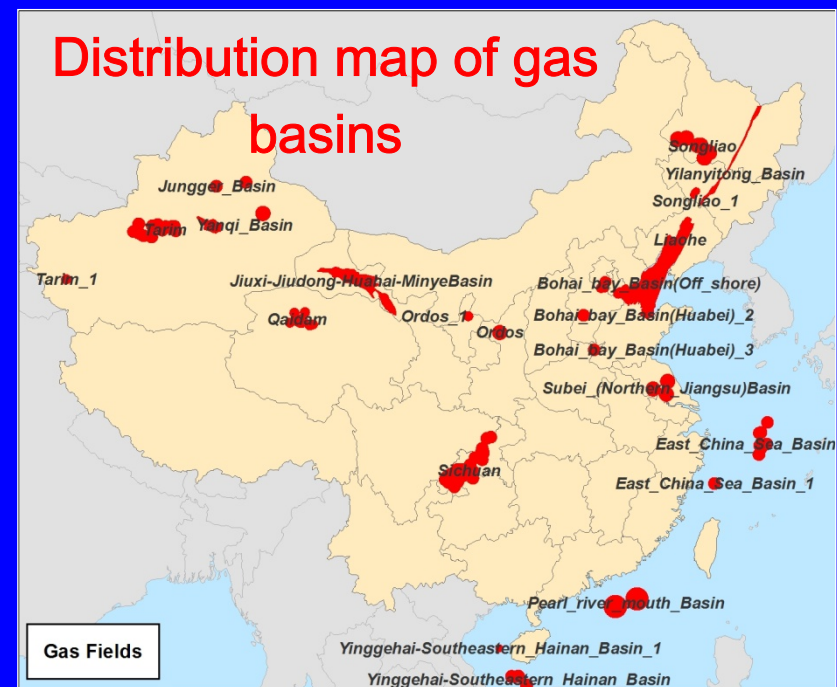 Distribution map of gas
basins
Songliao
Yilanyitong_Basin
Jungger_Basin
Songliao_1
Tarim
Yanqi_Basin
Liaohe
Tarim_1
Jiuxi-Jiudong-Huahai-MinyeBasin
Bohai_bay_Basin(Off_shore)
Qaidam
Ordos_1
Bohai_bay_Basin(Huabei)_2
Ordos
Bohai_bay_Basin(Huabei)_3
Subei_(Northern_Jiangsu)Basin
East_China_Sea_Basin
Sichuan
East_China_Sea_Basin_1
Pearl_river_mouth_Basin
Gas Fields
Yinggehai-Southeastern_Hainan_Basin_1
Yinggehai-Southeastern_Hainan_Basin